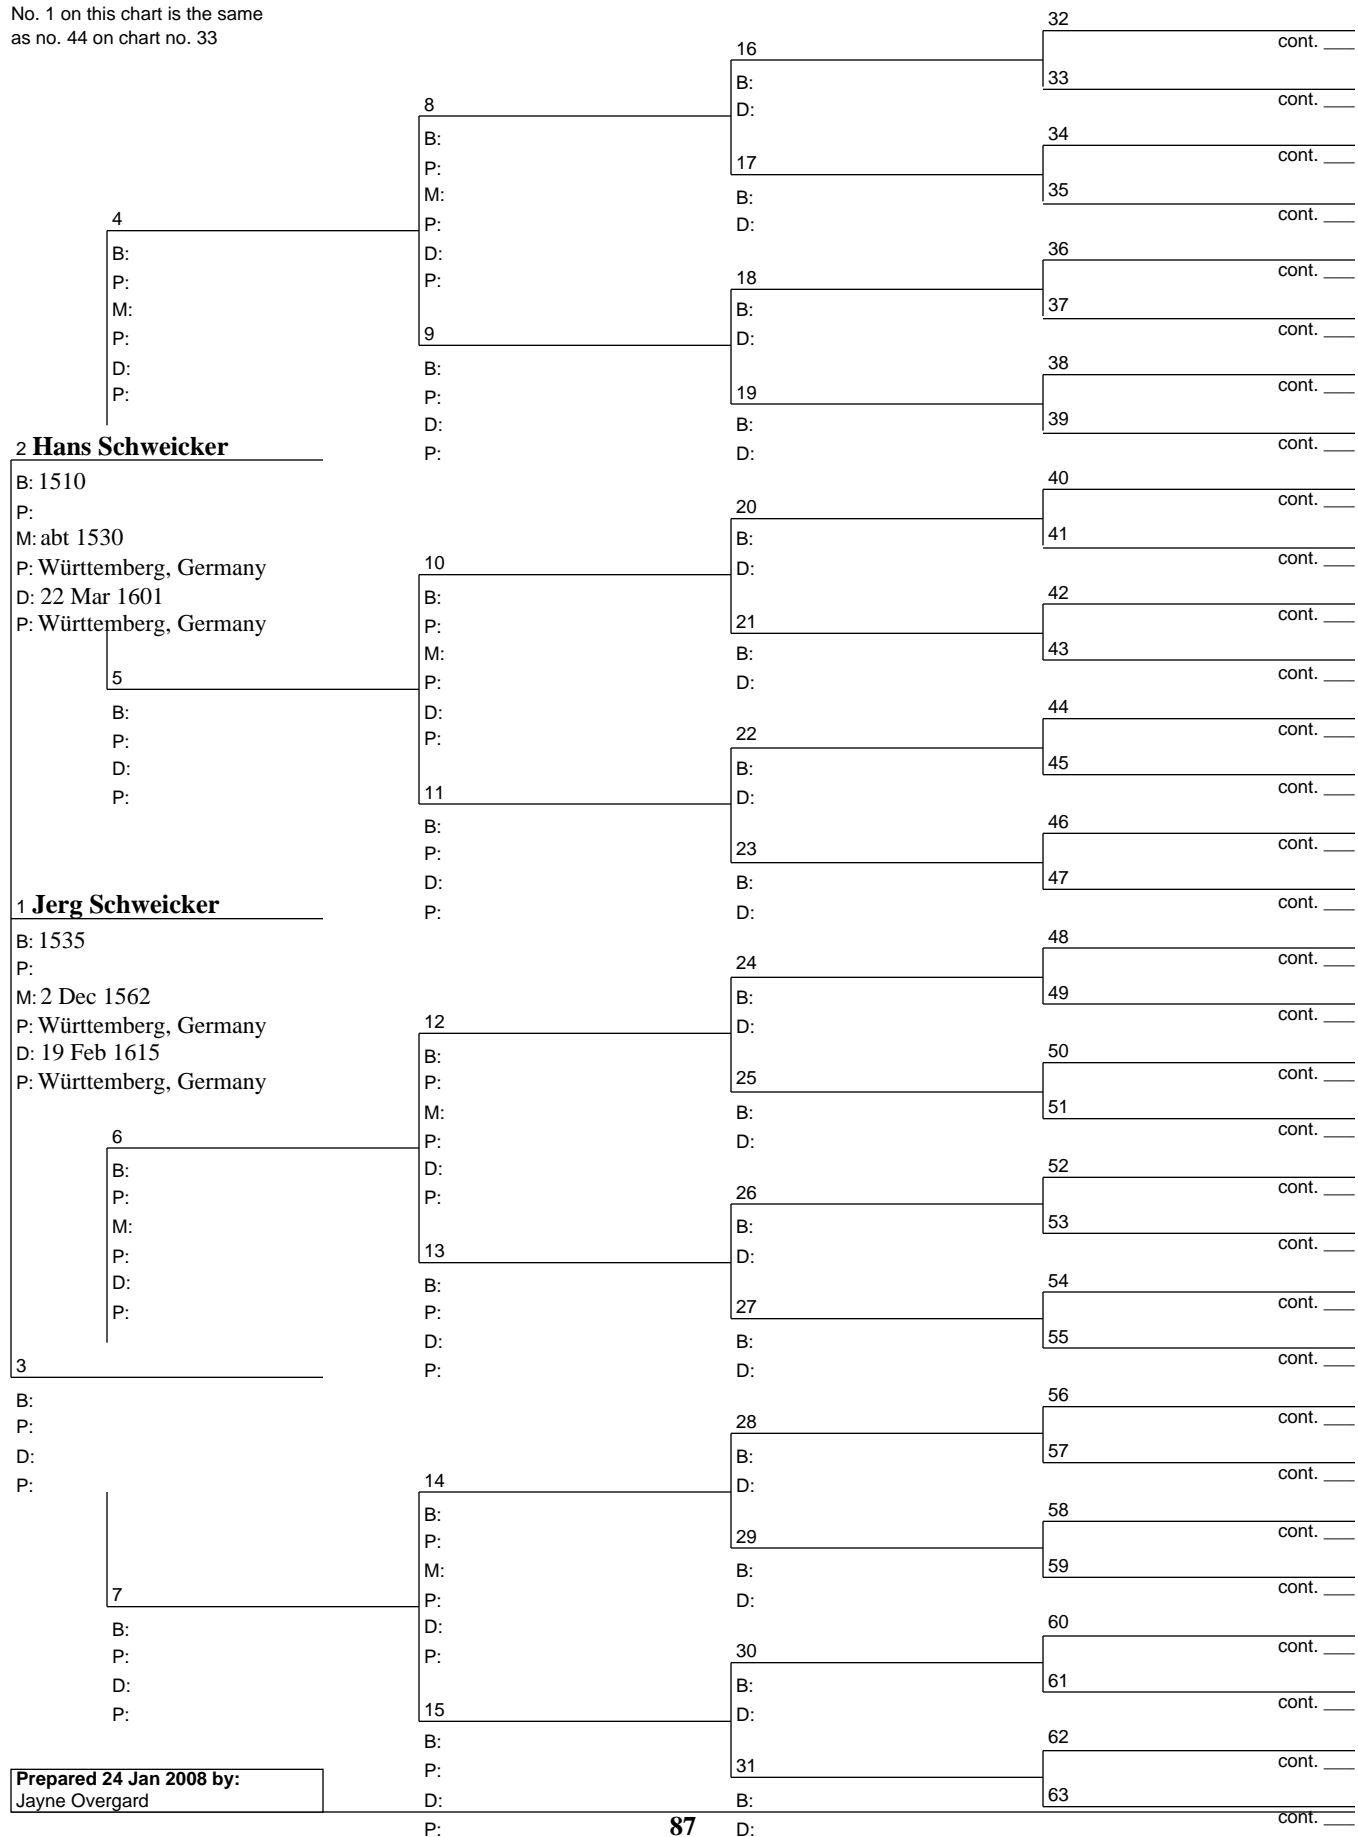 No. 1 on this chart is the same
as no. 44 on chart no. 33
2 Hans Schweicker
B: 1510
P:
M: abt 1530
P: Württemberg, Germany
D: 22 Mar 1601
P: Württemberg, Germany
1 Jerg Schweicker
B: 1535
P:
M: 2 Dec 1562
P: Württemberg, Germany
D: 19 Feb 1615
P: Württemberg, Germany
3
B:
P:
D:
P:
4
B:
P:
M:
P:
D:
P:
5
B:
P:
D:
P:
6
B:
P:
M:
P:
D:
P:
7
B:
P:
D:
P:
8
B:
P:
M:
P:
D:
P:
9
B:
P:
D:
P:
10
B:
P:
M:
P:
D:
P:
11
B:
P:
D:
P:
12
B:
P:
M:
P:
D:
P:
13
B:
P:
D:
P:
14
B:
P:
M:
P:
D:
P:
15
B:
P:
D:
P:
16
B:
D:
17
B:
D:
18
B:
D:
19
B:
D:
20
B:
D:
21
B:
D:
22
B:
D:
23
B:
D:
24
B:
D:
25
B:
D:
26
B:
D:
27
B:
D:
28
B:
D:
29
B:
D:
30
B:
D:
31
B:
D:
32
cont. ___
33
cont. ___
34
cont. ___
35
cont. ___
36
cont. ___
37
cont. ___
38
cont. ___
39
cont. ___
40
cont. ___
41
cont. ___
42
cont. ___
43
cont. ___
44
cont. ___
45
cont. ___
46
cont. ___
47
cont. ___
48
cont. ___
49
cont. ___
50
cont. ___
51
cont. ___
52
cont. ___
53
cont. ___
54
cont. ___
55
cont. ___
56
cont. ___
57
cont. ___
58
cont. ___
59
cont. ___
60
cont. ___
61
cont. ___
62
cont. ___
63
cont. ___
Prepared 24 Jan 2008 by:
Jayne Overgard
87